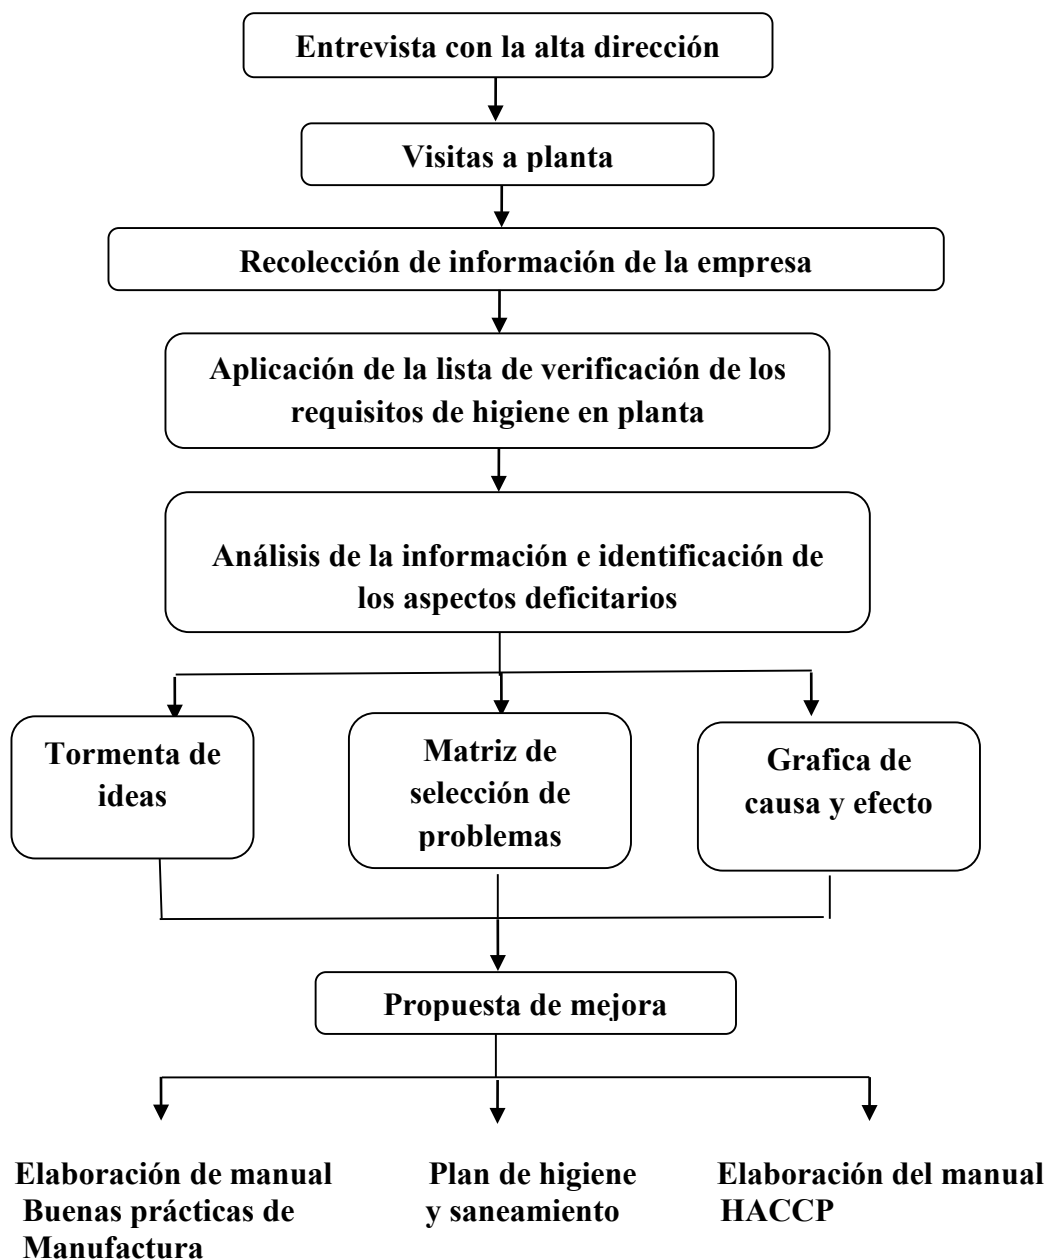 Entrevista con la alta dirección
Visitas a planta
Recolección de información de la empresa
Aplicación de la lista de verificación de los
requisitos de higiene en planta
Análisis de la información e identificación de
los aspectos deficitarios
Tormenta de
ideas
Matriz de
selección de
problemas
Grafica de
causa y efecto
Propuesta de mejora
Elaboración de manual
Buenas prácticas de
Manufactura
Plan de higiene
y saneamiento
Elaboración del manual
HACCP